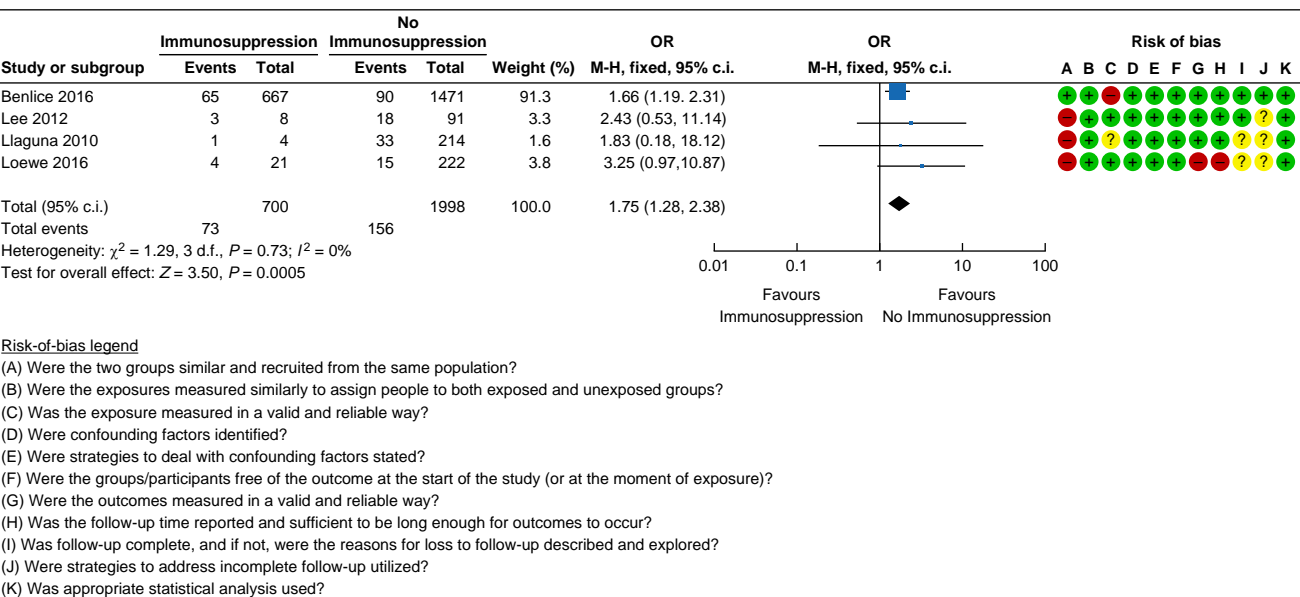 No
Immunosuppression Immunosuppression OR OR Risk of bias
Study or subgroup Events Total Events Total Weight (%) M-H, fixed, 95% c.i. M-H, fixed, 95% c.i. A B C D E F G H I J K
Benlice 2016 65 667 90 1471 91.3 1.66 (1.19. 2.31) + + − + + + + + + + +
Lee 2012 3 8 18 91 3.3 2.43 (0.53, 11.14) − + + + + + + + + ? +
Llaguna 2010 1 4 33 214 1.6 1.83 (0.18, 18.12) − + ? + + + + + ? ? +
Loewe 2016 4 21 15 222 3.8 3.25 (0.97,10.87) − + + + + + − − ? ? +
Total (95% c.i.) 700 1998 100.0 1.75 (1.28, 2.38)
Total events 73 156
Heterogeneity: χ² = 1.29, 3 d.f., P = 0.73; I² = 0%
Test for overall effect: Z = 3.50, P = 0.0005
0.01 0.1 1 10 100
Favours Favours
Immunosuppression No Immunosuppression
Risk-of-bias legend
(A) Were the two groups similar and recruited from the same population?
(B) Were the exposures measured similarly to assign people to both exposed and unexposed groups?
(C) Was the exposure measured in a valid and reliable way?
(D) Were confounding factors identified?
(E) Were strategies to deal with confounding factors stated?
(F) Were the groups/participants free of the outcome at the start of the study (or at the moment of exposure)?
(G) Were the outcomes measured in a valid and reliable way?
(H) Was the follow-up time reported and sufficient to be long enough for outcomes to occur?
(I) Was follow-up complete, and if not, were the reasons for loss to follow-up described and explored?
(J) Were strategies to address incomplete follow-up utilized?
(K) Was appropriate statistical analysis used?